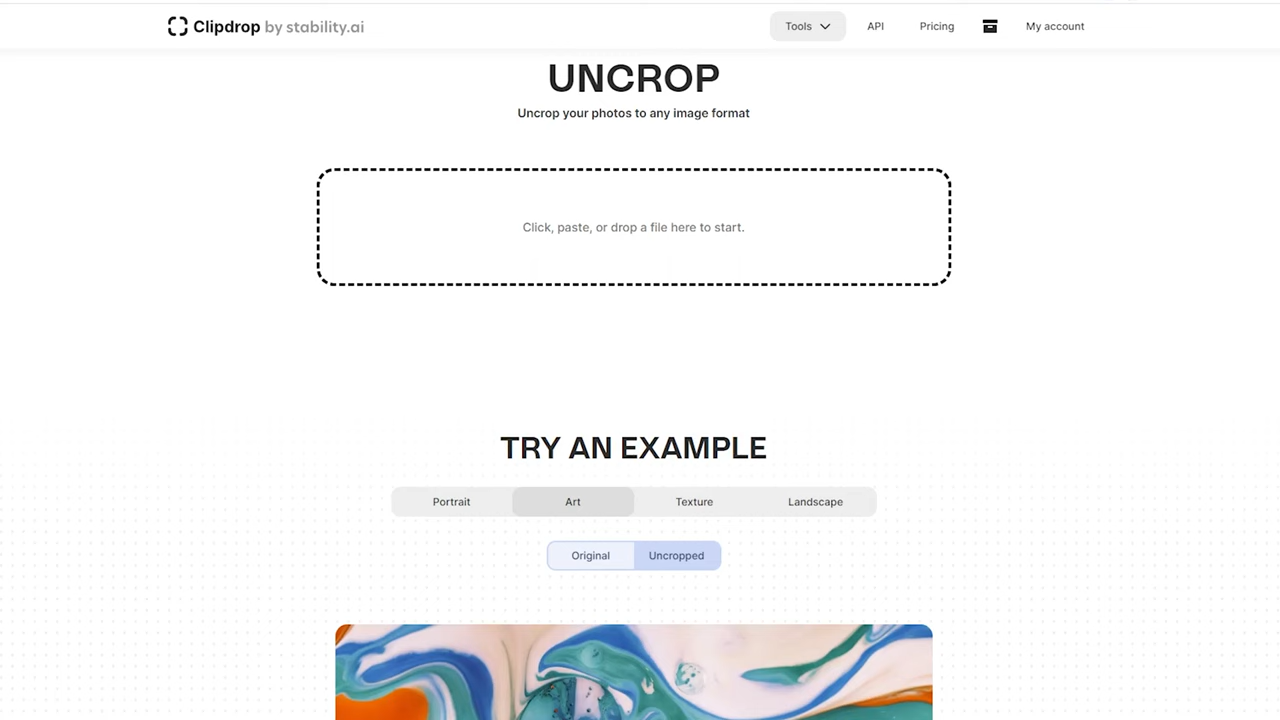 Clipdrop by stability.ai
Tools
API
Pricing
My account
UNCROP
Uncrop your photos to any image format
Click, paste, or drop a file here to start.
TRY AN EXAMPLE
Portrait
Art
Texture
Landscape
Original
Uncropped